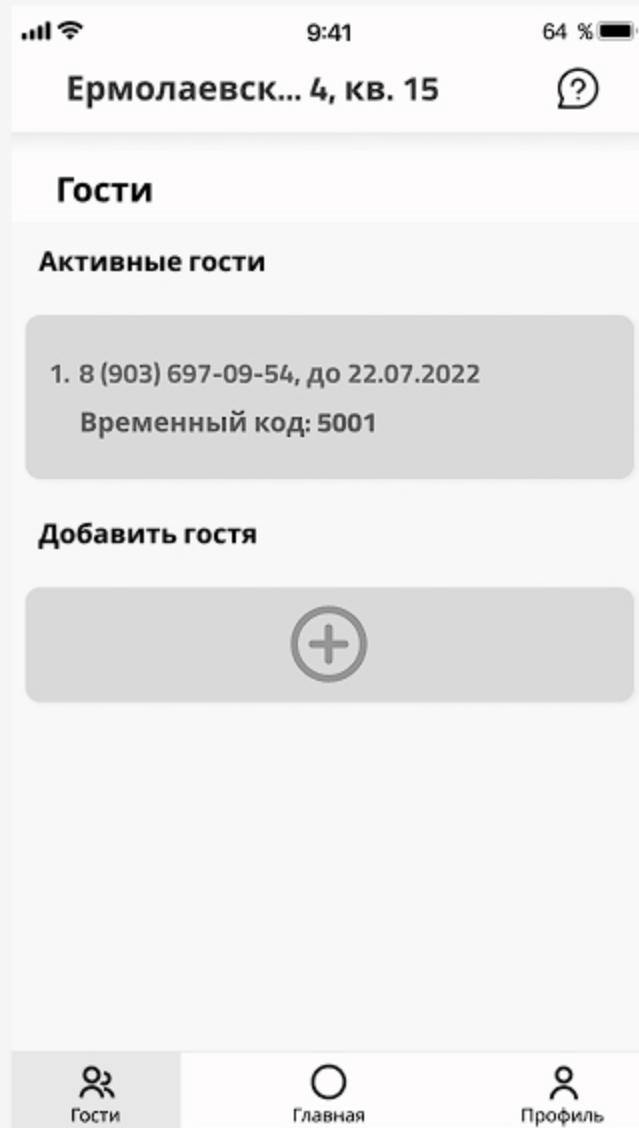 9:41
64 %
Ермолаевск... 4, кв. 15
Гости
Активные гости
1. 8 (903) 697-09-54, до 22.07.2022
Временный код: 5001
Добавить гостя
Гости
Главная
Профиль